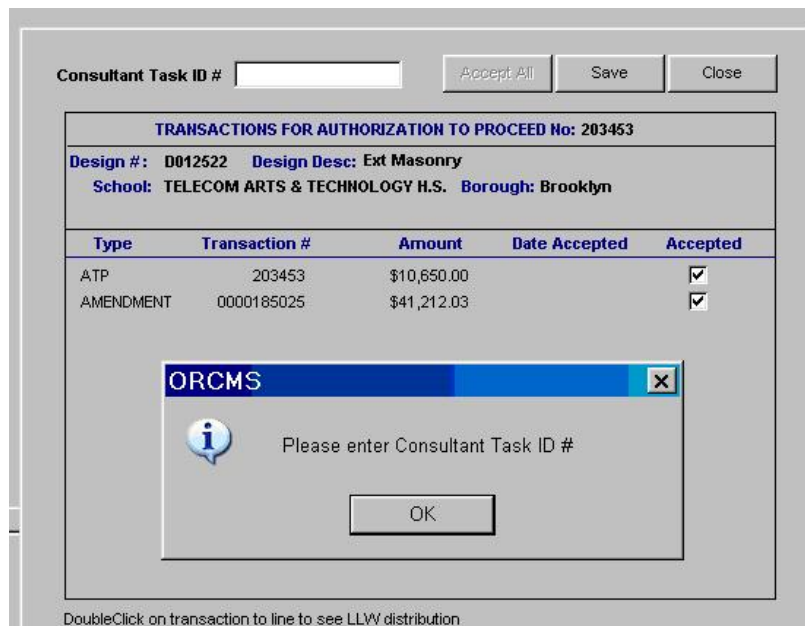 Consultant Task ID # Accept All Save Close
TRANSACTIONS FOR AUTHORIZATION TO PROCEED No: 203453
Design #: D012522 Design Desc: Ext Masonry
School: TELECOM ARTS & TECHNOLOGY H.S. Borough: Brooklyn
Type Transaction # Amount Date Accepted Accepted
ATP 203453 $10,650.00
AMENDMENT 0000185025 $41,212.03
ORCMS
Please enter Consultant Task ID #
OK
DoubleClick on transaction to line to see LLW distribution